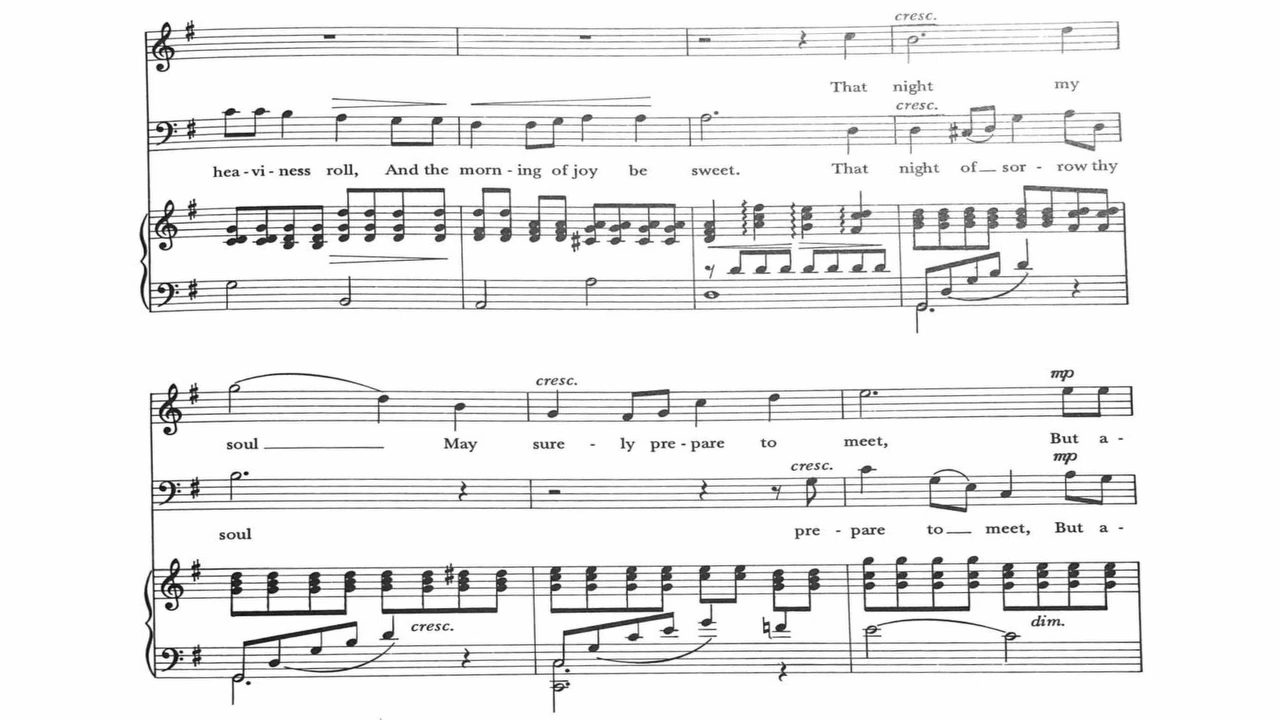 cresc.
That night my
cresc.
hea - vi - ness roll, And the morn - ing of joy be sweet. That night of sor - row thy
cresc. mp
soul May sure - ly pre - pare to meet, But a -
cresc. mp
soul pre - pare to meet, But a -
cresc. dim.